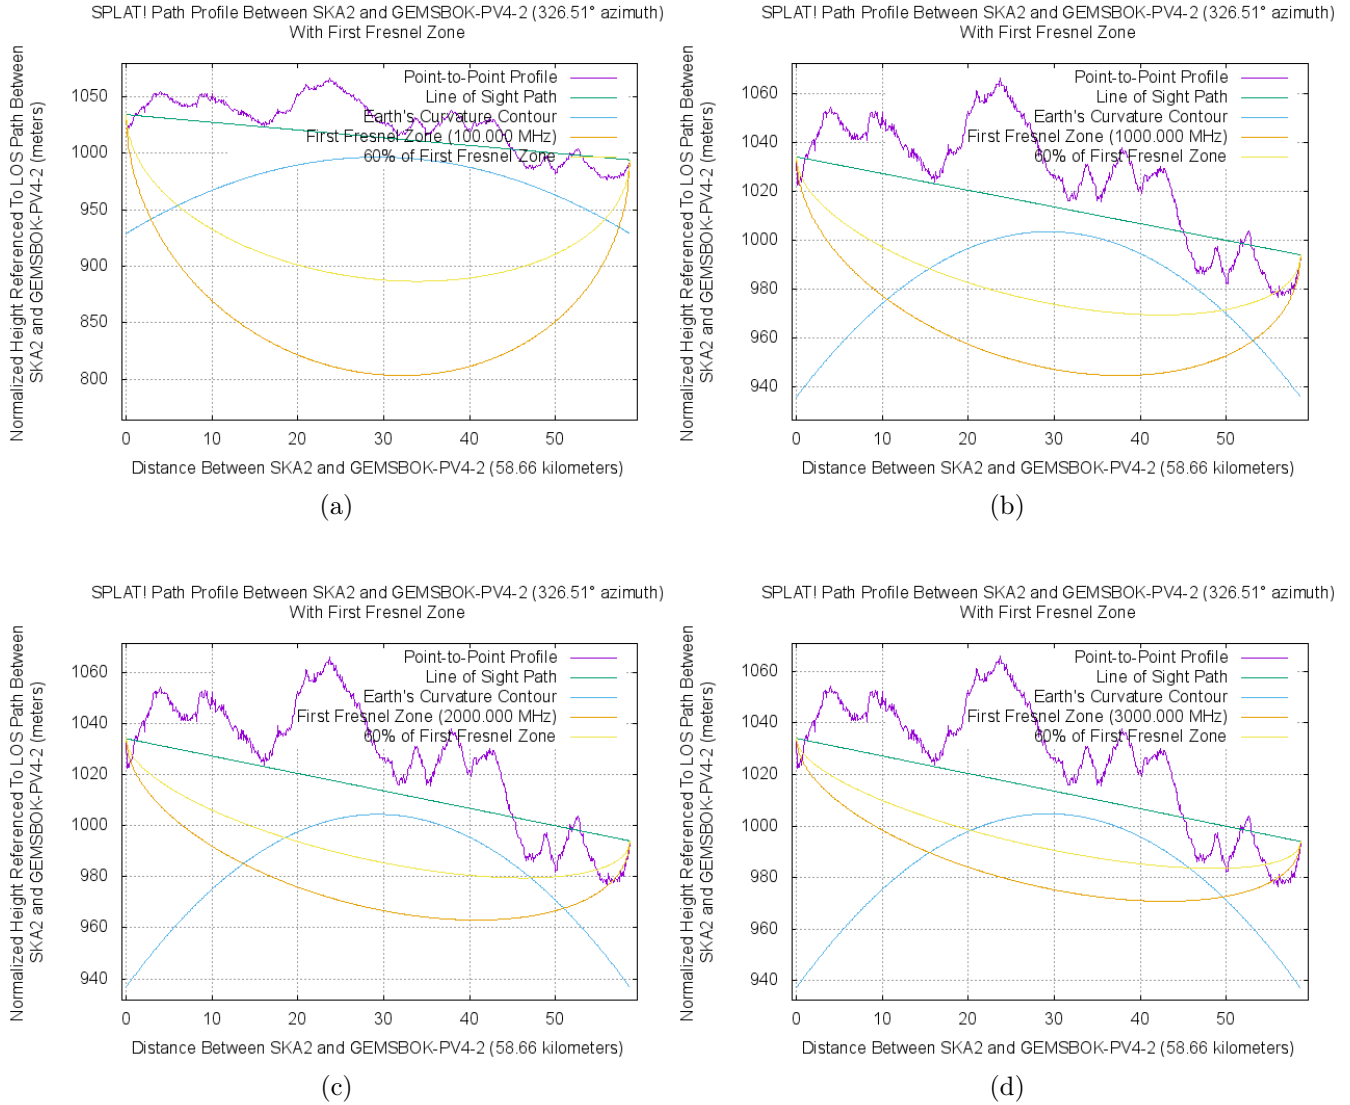 SPLAT! Path Profile Between SKA2 and GEMSBOK-PV4-2 (326.51° azimuth)
With First Fresnel Zone
Normalized Height Referenced To LOS Path Between
SKA2 and GEMSBOK-PV4-2 (meters)
Point-to-Point Profile
Line of Sight Path
Earth's Curvature Contour
First Fresnel Zone (100.000 MHz)
60% of First Fresnel Zone
1050
1000
950
900
850
800
0 10 20 30 40 50
Distance Between SKA2 and GEMSBOK-PV4-2 (58.66 kilometers)
(a)
SPLAT! Path Profile Between SKA2 and GEMSBOK-PV4-2 (326.51° azimuth)
With First Fresnel Zone
Normalized Height Referenced To LOS Path Between
SKA2 and GEMSBOK-PV4-2 (meters)
Point-to-Point Profile
Line of Sight Path
Earth's Curvature Contour
First Fresnel Zone (1000.000 MHz)
60% of First Fresnel Zone
1060
1040
1020
1000
980
960
940
0 10 20 30 40 50
Distance Between SKA2 and GEMSBOK-PV4-2 (58.66 kilometers)
(b)
SPLAT! Path Profile Between SKA2 and GEMSBOK-PV4-2 (326.51° azimuth)
With First Fresnel Zone
Normalized Height Referenced To LOS Path Between
SKA2 and GEMSBOK-PV4-2 (meters)
Point-to-Point Profile
Line of Sight Path
Earth's Curvature Contour
First Fresnel Zone (2000.000 MHz)
60% of First Fresnel Zone
1060
1040
1020
1000
980
960
940
0 10 20 30 40 50
Distance Between SKA2 and GEMSBOK-PV4-2 (58.66 kilometers)
(c)
SPLAT! Path Profile Between SKA2 and GEMSBOK-PV4-2 (326.51° azimuth)
With First Fresnel Zone
Normalized Height Referenced To LOS Path Between
SKA2 and GEMSBOK-PV4-2 (meters)
Point-to-Point Profile
Line of Sight Path
Earth's Curvature Contour
First Fresnel Zone (3000.000 MHz)
60% of First Fresnel Zone
1060
1040
1020
1000
980
960
940
0 10 20 30 40 50
Distance Between SKA2 and GEMSBOK-PV4-2 (58.66 kilometers)
(d)